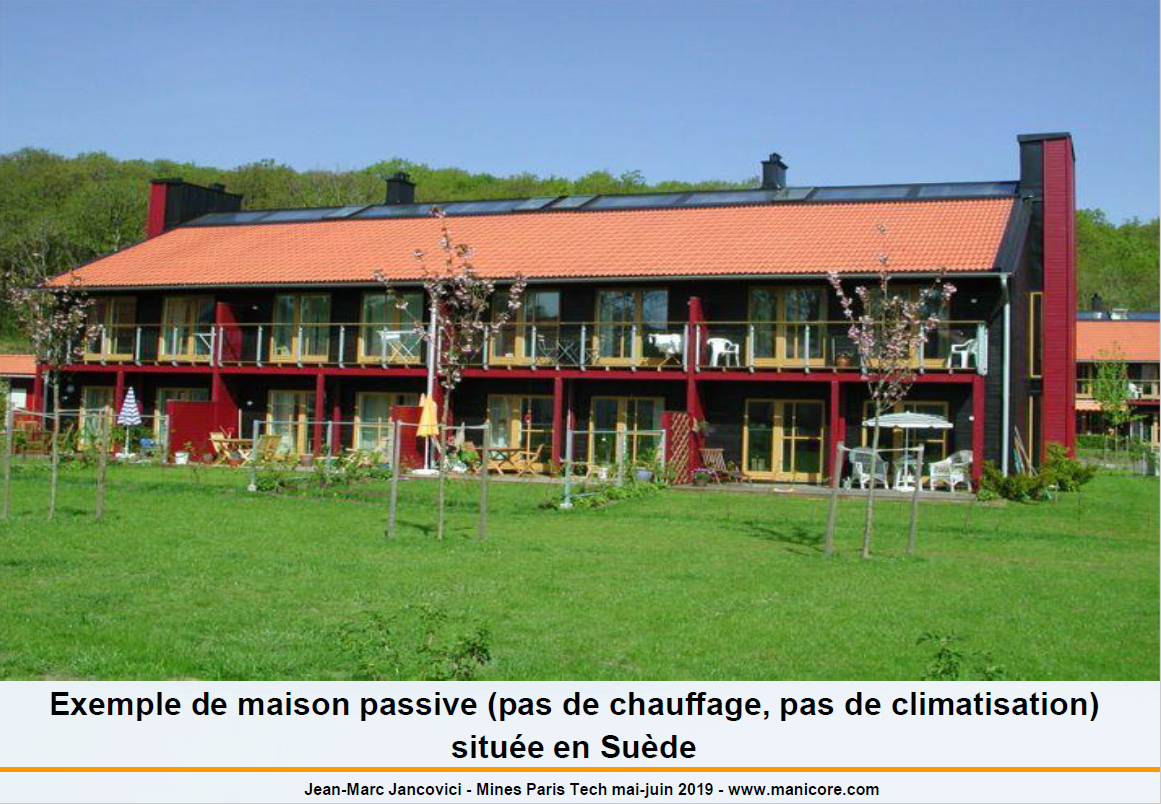 Exemple de maison passive (pas de chauffage, pas de climatisation)
située en Suède
Jean-Marc Jancovici - Mines Paris Tech mai-juin 2019 - www.manicore.com